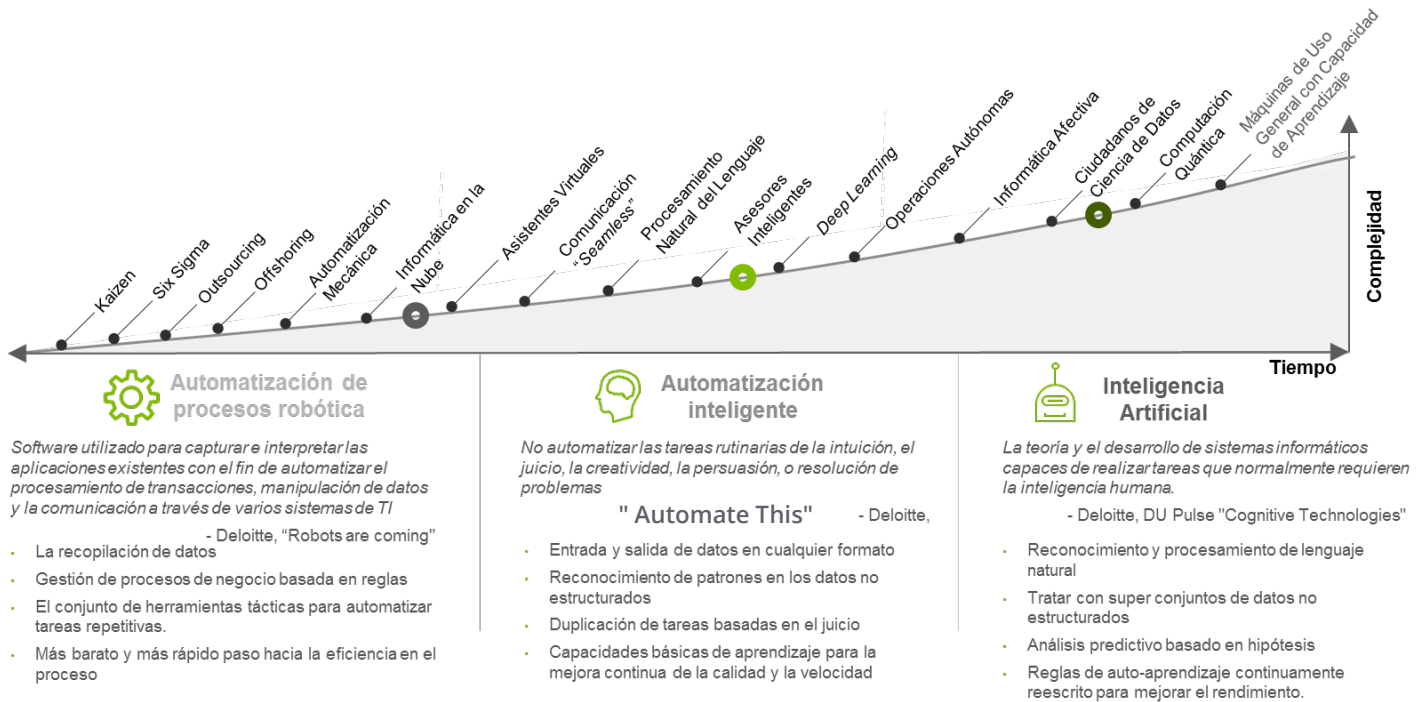 Kaizen
Six Sigma
Outsourcing
Offshoring
Automatización
Mecánica
Informática en la
Nube
Asistentes Virtuales
Comunicación
“Seamless”
Procesamiento
Natural del Lenguaje
Asesores
Inteligentes
Deep Learning
Operaciones Autónomas
Informática Afectiva
Ciudadanos de
Ciencia de Datos
Computación
Quántica
Máquinas de Uso
General con Capacidad
de Aprendizaje
Complejidad
Tiempo
Automatización de
procesos robótica
Software utilizado para capturar e interpretar las
aplicaciones existentes con el fin de automatizar el
procesamiento de transacciones, manipulación de datos
y la comunicación a través de varios sistemas de TI
- Deloitte, “Robots are coming"
• La recopilación de datos
• Gestión de procesos de negocio basada en reglas
• El conjunto de herramientas tácticas para automatizar
tareas repetitivas.
• Más barato y más rápido paso hacia la eficiencia en el
proceso
Automatización
inteligente
No automatizar las tareas rutinarias de la intuición, el
juicio, la creatividad, la persuasión, o resolución de
problemas
" Automate This" - Deloitte,
• Entrada y salida de datos en cualquier formato
• Reconocimiento de patrones en los datos no
estructurados
• Duplicación de tareas basadas en el juicio
• Capacidades básicas de aprendizaje para la
mejora continua de la calidad y la velocidad
Inteligencia
Artificial
La teoría y el desarrollo de sistemas informáticos
capaces de realizar tareas que normalmente requieren
la inteligencia humana.
- Deloitte, DU Pulse "Cognitive Technologies"
• Reconocimiento y procesamiento de lenguaje
natural
• Tratar con super conjuntos de datos no
estructurados
• Análisis predictivo basado en hipótesis
• Reglas de auto-aprendizaje continuamente
reescrito para mejorar el rendimiento.